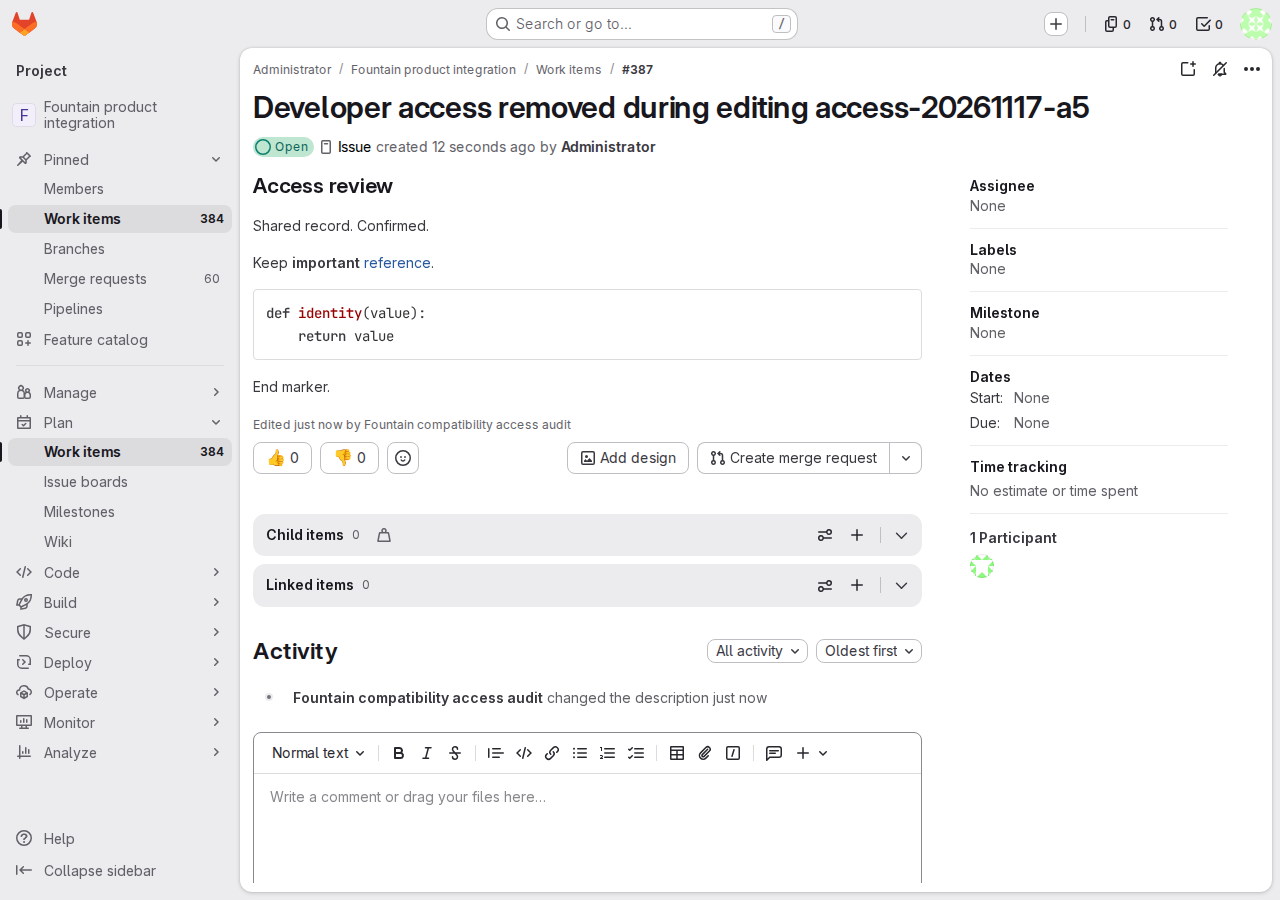 Search or go to...
/
0
0
0
Project
F
Fountain product integration
Pinned
Members
Work items 384
Branches
Merge requests 60
Pipelines
Feature catalog
Manage
Plan
Work items 384
Issue boards
Milestones
Wiki
Code
Build
Secure
Deploy
Operate
Monitor
Analyze
Help
Collapse sidebar
Administrator / Fountain product integration / Work items / #387
Developer access removed during editing access-20261117-a5
Open Issue created 12 seconds ago by Administrator
Access review
Shared record. Confirmed.
Keep important reference.
def identity(value):
    return value
End marker.
Edited just now by Fountain compatibility access audit
👍 0 👎 0 Add design Create merge request
Child items 0
Linked items 0
Activity All activity Oldest first
Fountain compatibility access audit changed the description just now
Normal text
Write a comment or drag your files here...
Assignee
None
Labels
None
Milestone
None
Dates
Start: None
Due: None
Time tracking
No estimate or time spent
1 Participant